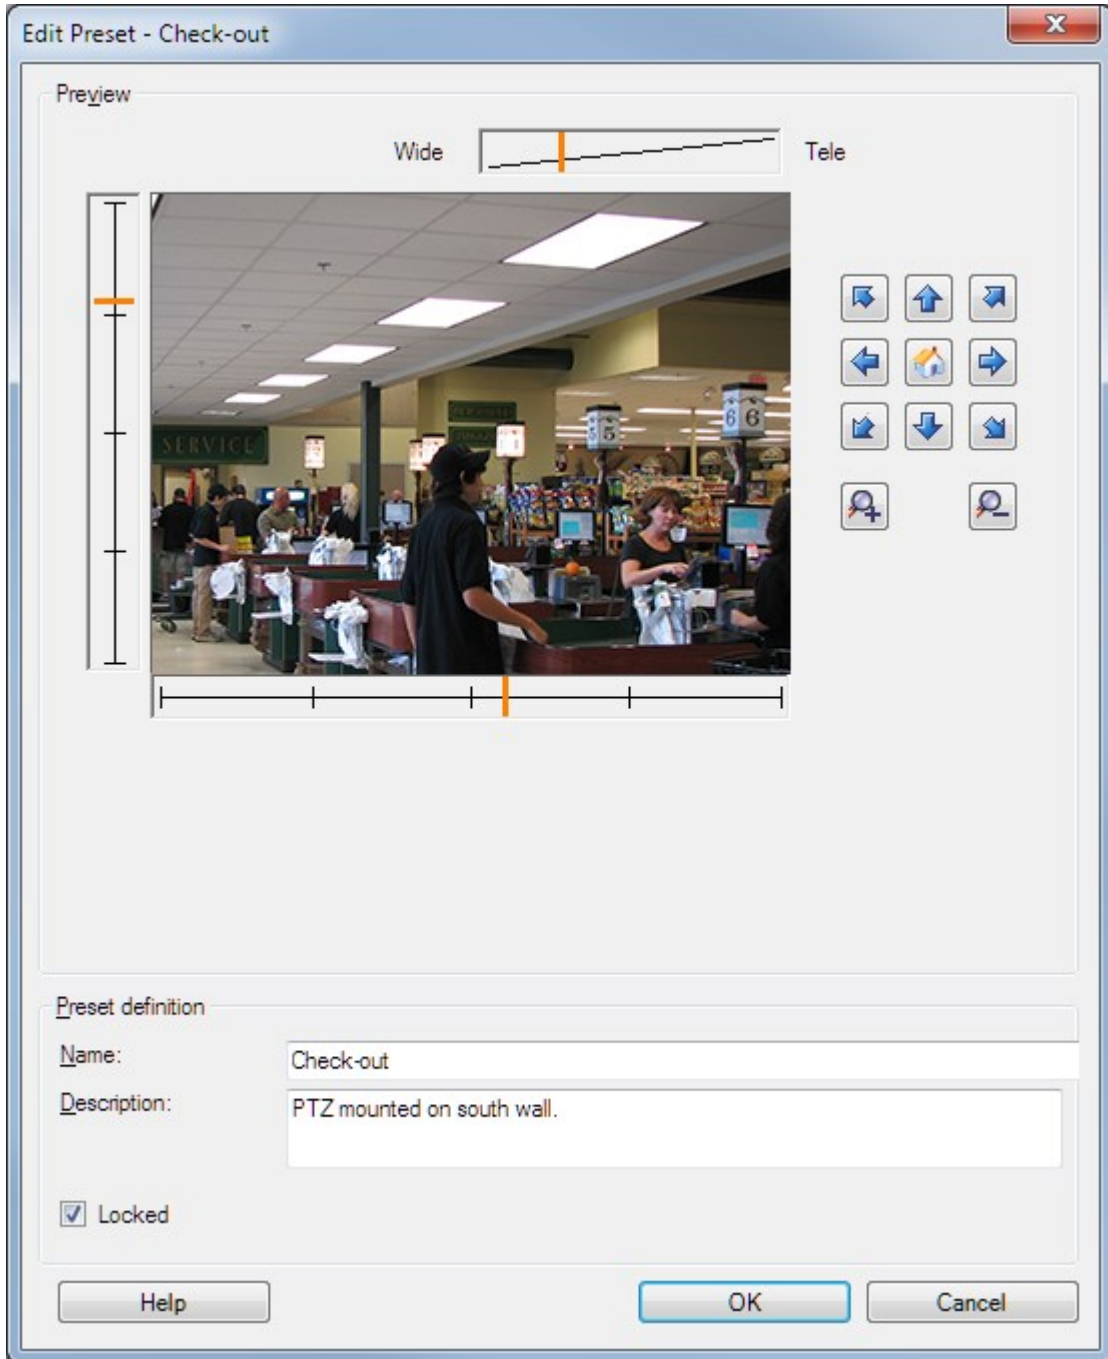 Edit Preset - Check-out
Preview
Wide
Tele
SERVICE
5 5
6 6
Preset definition
Name:
Check-out
Description:
PTZ mounted on south wall.
Locked
Help
OK
Cancel